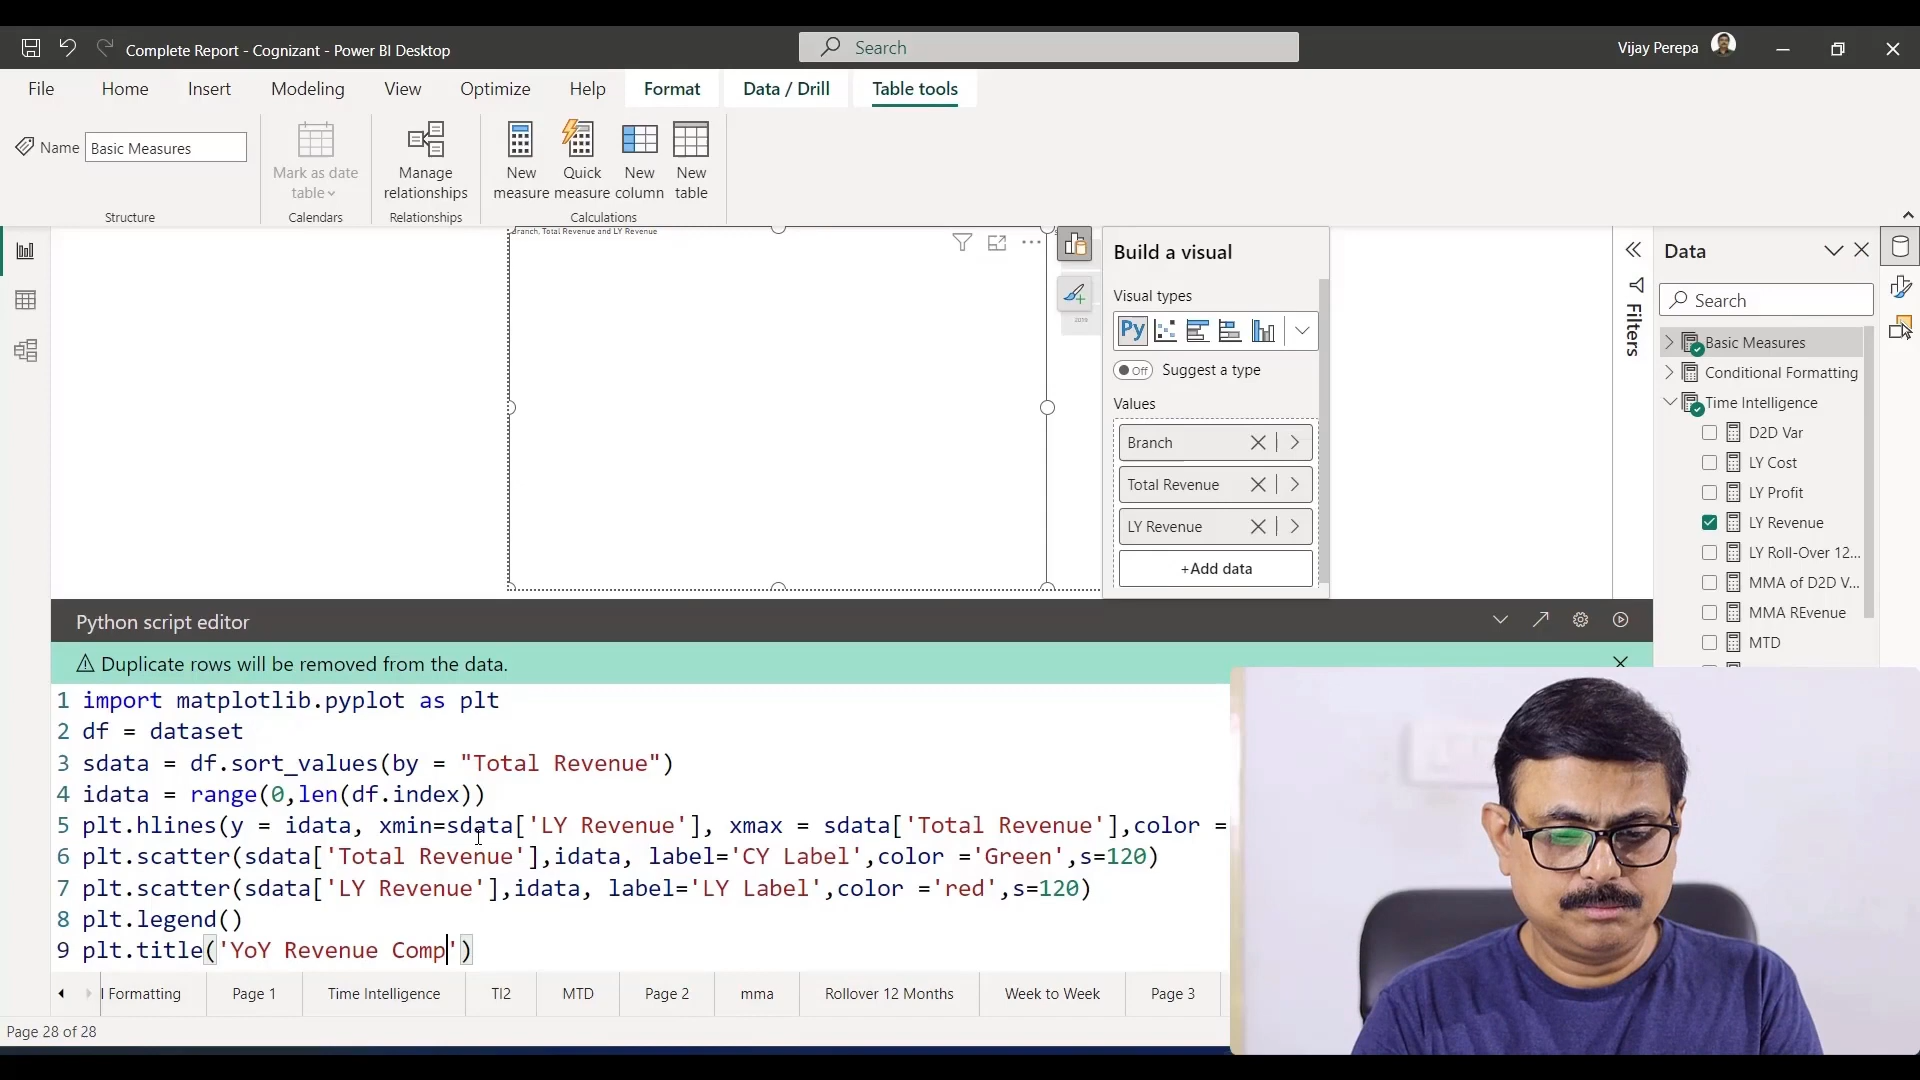 Complete Report - Cognizant - Power BI Desktop
Search
Vijay Perepa
File Home Insert Modeling View Optimize Help Format Data / Drill Table tools
Name Basic Measures
Mark as date table
Manage relationships
New measure
Quick measure
New column
New table
Structure
Calendars
Relationships
Calculations
Branch, Total Revenue and LY Revenue
2019
Build a visual
Visual types
Py
Off Suggest a type
Values
Branch
Total Revenue
LY Revenue
+Add data
Filters
Data
Search
Basic Measures
Conditional Formatting
Time Intelligence
D2D Var
LY Cost
LY Profit
LY Revenue
LY Roll-Over 12...
MMA of D2D V...
MMA REvenue
MTD
Python script editor
Duplicate rows will be removed from the data.
1 import matplotlib.pyplot as plt
2 df = dataset
3 sdata = df.sort_values(by = "Total Revenue")
4 idata = range(0,len(df.index))
5 plt.hlines(y = idata, xmin=sdata['LY Revenue'], xmax = sdata['Total Revenue'],color =
6 plt.scatter(sdata['Total Revenue'],idata, label='CY Label',color ='Green',s=120)
7 plt.scatter(sdata['LY Revenue'],idata, label='LY Label',color ='red',s=120)
8 plt.legend()
9 plt.title('YoY Revenue Comp')
l Formatting Page 1 Time Intelligence TI2 MTD Page 2 mma Rollover 12 Months Week to Week Page 3
Page 28 of 28